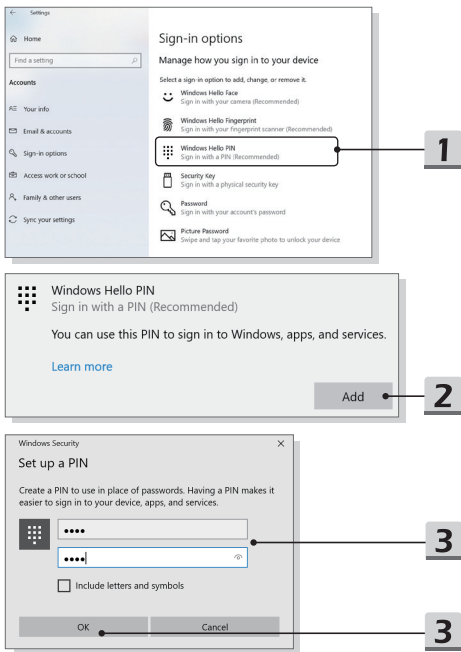 Settings
Home
Sign-in options
Find a setting
Manage how you sign in to your device
Accounts
Select a sign-in option to add, change, or remove it.
Windows Hello Face
Sign in with your camera (Recommended)
Your info
Windows Hello Fingerprint
Sign in with your fingerprint scanner (Recommended)
Email & accounts
Windows Hello PIN
Sign in with a PIN (Recommended)
1
Sign-in options
Access work or school
Security Key
Sign in with a physical security key
Family & other users
Password
Sign in with your account's password
Sync your settings
Picture Password
Swipe and tap your favorite photo to unlock your device
Windows Hello PIN
Sign in with a PIN (Recommended)
You can use this PIN to sign in to Windows, apps, and services.
Learn more
Add
2
Windows Security
Set up a PIN
Create a PIN to use in place of passwords. Having a PIN makes it
easier to sign in to your device, apps, and services.
••••
••••
3
Include letters and symbols
OK
Cancel
3